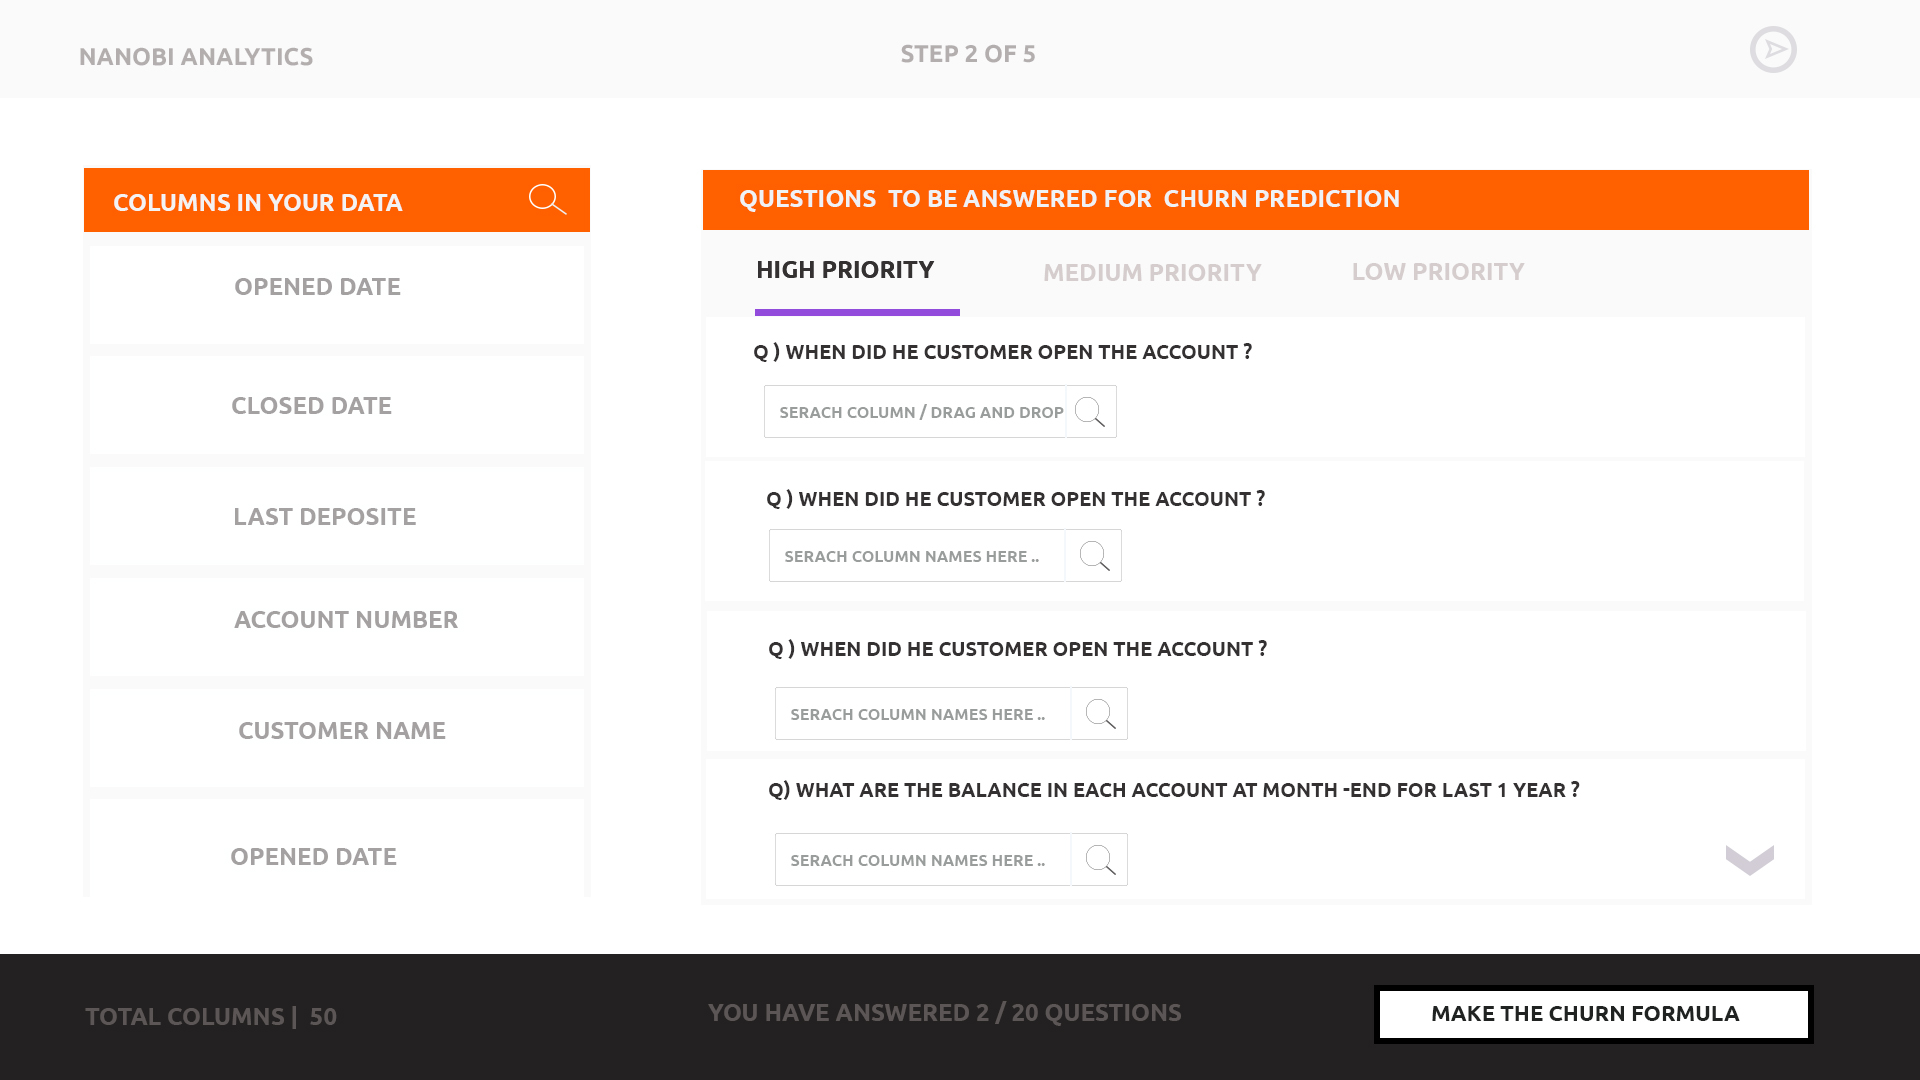 NANOBI ANALYTICS
STEP 2 OF 5
COLUMNS IN YOUR DATA
OPENED DATE
CLOSED DATE
LAST DEPOSITE
ACCOUNT NUMBER
CUSTOMER NAME
OPENED DATE
QUESTIONS TO BE ANSWERED FOR CHURN PREDICTION
HIGH PRIORITY
MEDIUM PRIORITY
LOW PRIORITY
Q ) WHEN DID HE CUSTOMER OPEN THE ACCOUNT ?
SERACH COLUMN / DRAG AND DROP
Q ) WHEN DID HE CUSTOMER OPEN THE ACCOUNT ?
SERACH COLUMN NAMES HERE ..
Q ) WHEN DID HE CUSTOMER OPEN THE ACCOUNT ?
SERACH COLUMN NAMES HERE ..
Q) WHAT ARE THE BALANCE IN EACH ACCOUNT AT MONTH -END FOR LAST 1 YEAR ?
SERACH COLUMN NAMES HERE ..
TOTAL COLUMNS | 50
YOU HAVE ANSWERED 2 / 20 QUESTIONS
MAKE THE CHURN FORMULA